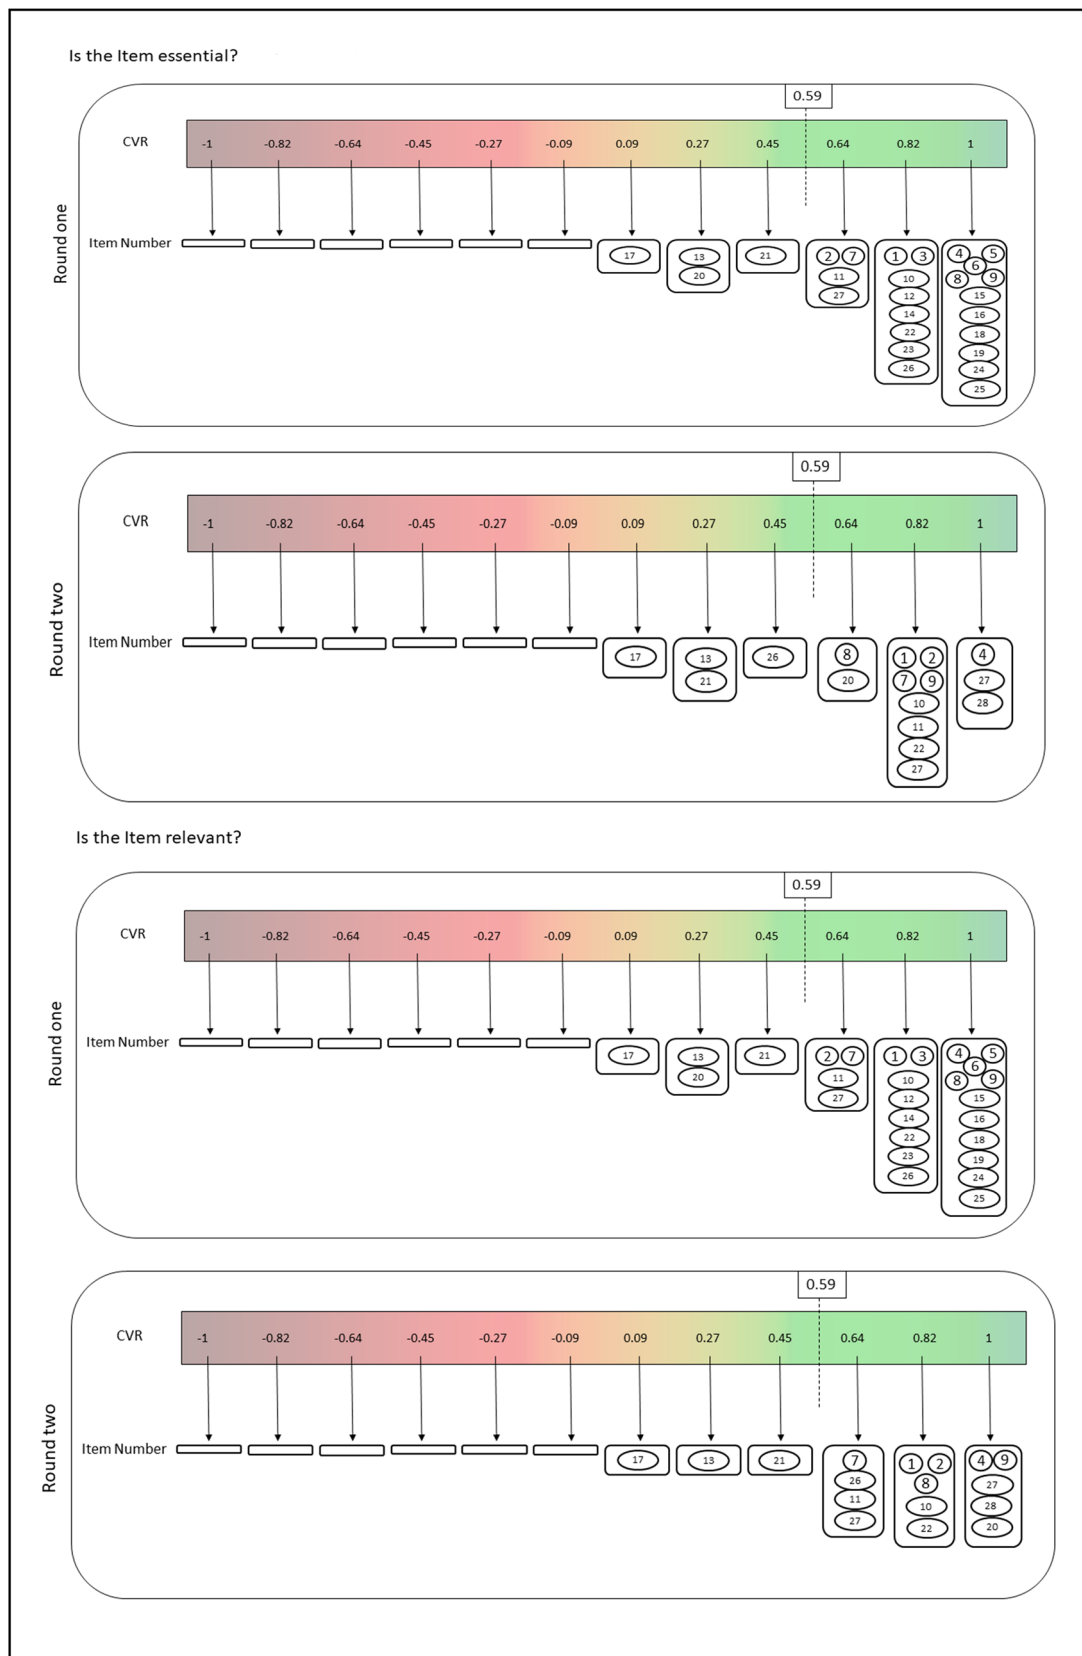 Is the Item essential?
0.59
CVR
-1 -0.82 -0.64 -0.45 -0.27 -0.09 0.09 0.27 0.45 0.64 0.82 1
Round one
Item Number
17 13 21 2 7 1 3 4 5
6
20 11 10 8 9
27 12 15
14 16
22 18
23 19
26 24
25
0.59
CVR
-1 -0.82 -0.64 -0.45 -0.27 -0.09 0.09 0.27 0.45 0.64 0.82 1
Round two
Item Number
17 13 26 8 1 2 4
21 20 7 9 27
10 28
11
22
27
Is the Item relevant?
0.59
CVR
-1 -0.82 -0.64 -0.45 -0.27 -0.09 0.09 0.27 0.45 0.64 0.82 1
Round one
Item Number
17 13 21 2 7 1 3 4 5
6
20 11 10 8 9
27 12 15
14 16
22 18
23 19
26 24
25
0.59
CVR
-1 -0.82 -0.64 -0.45 -0.27 -0.09 0.09 0.27 0.45 0.64 0.82 1
Round two
Item Number
17 13 21 7 1 2 4 9
26 8 27
11 10 28
27 22 20